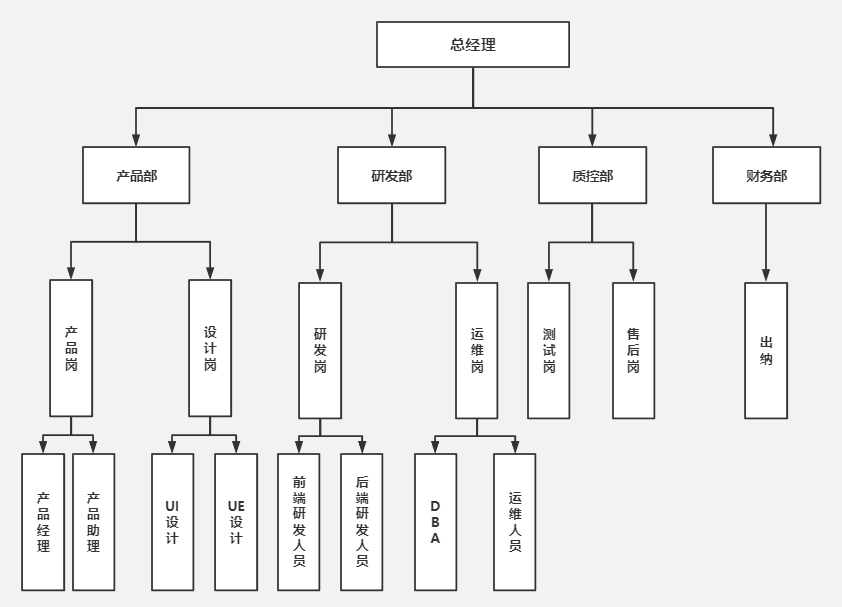 总经理
产品部
研发部
质控部
财务部
产品岗
设计岗
研发岗
运维岗
测试岗
售后岗
出纳
产品经理
产品助理
UI设计
UE设计
前端研发人员
后端研发人员
DBA
运维人员